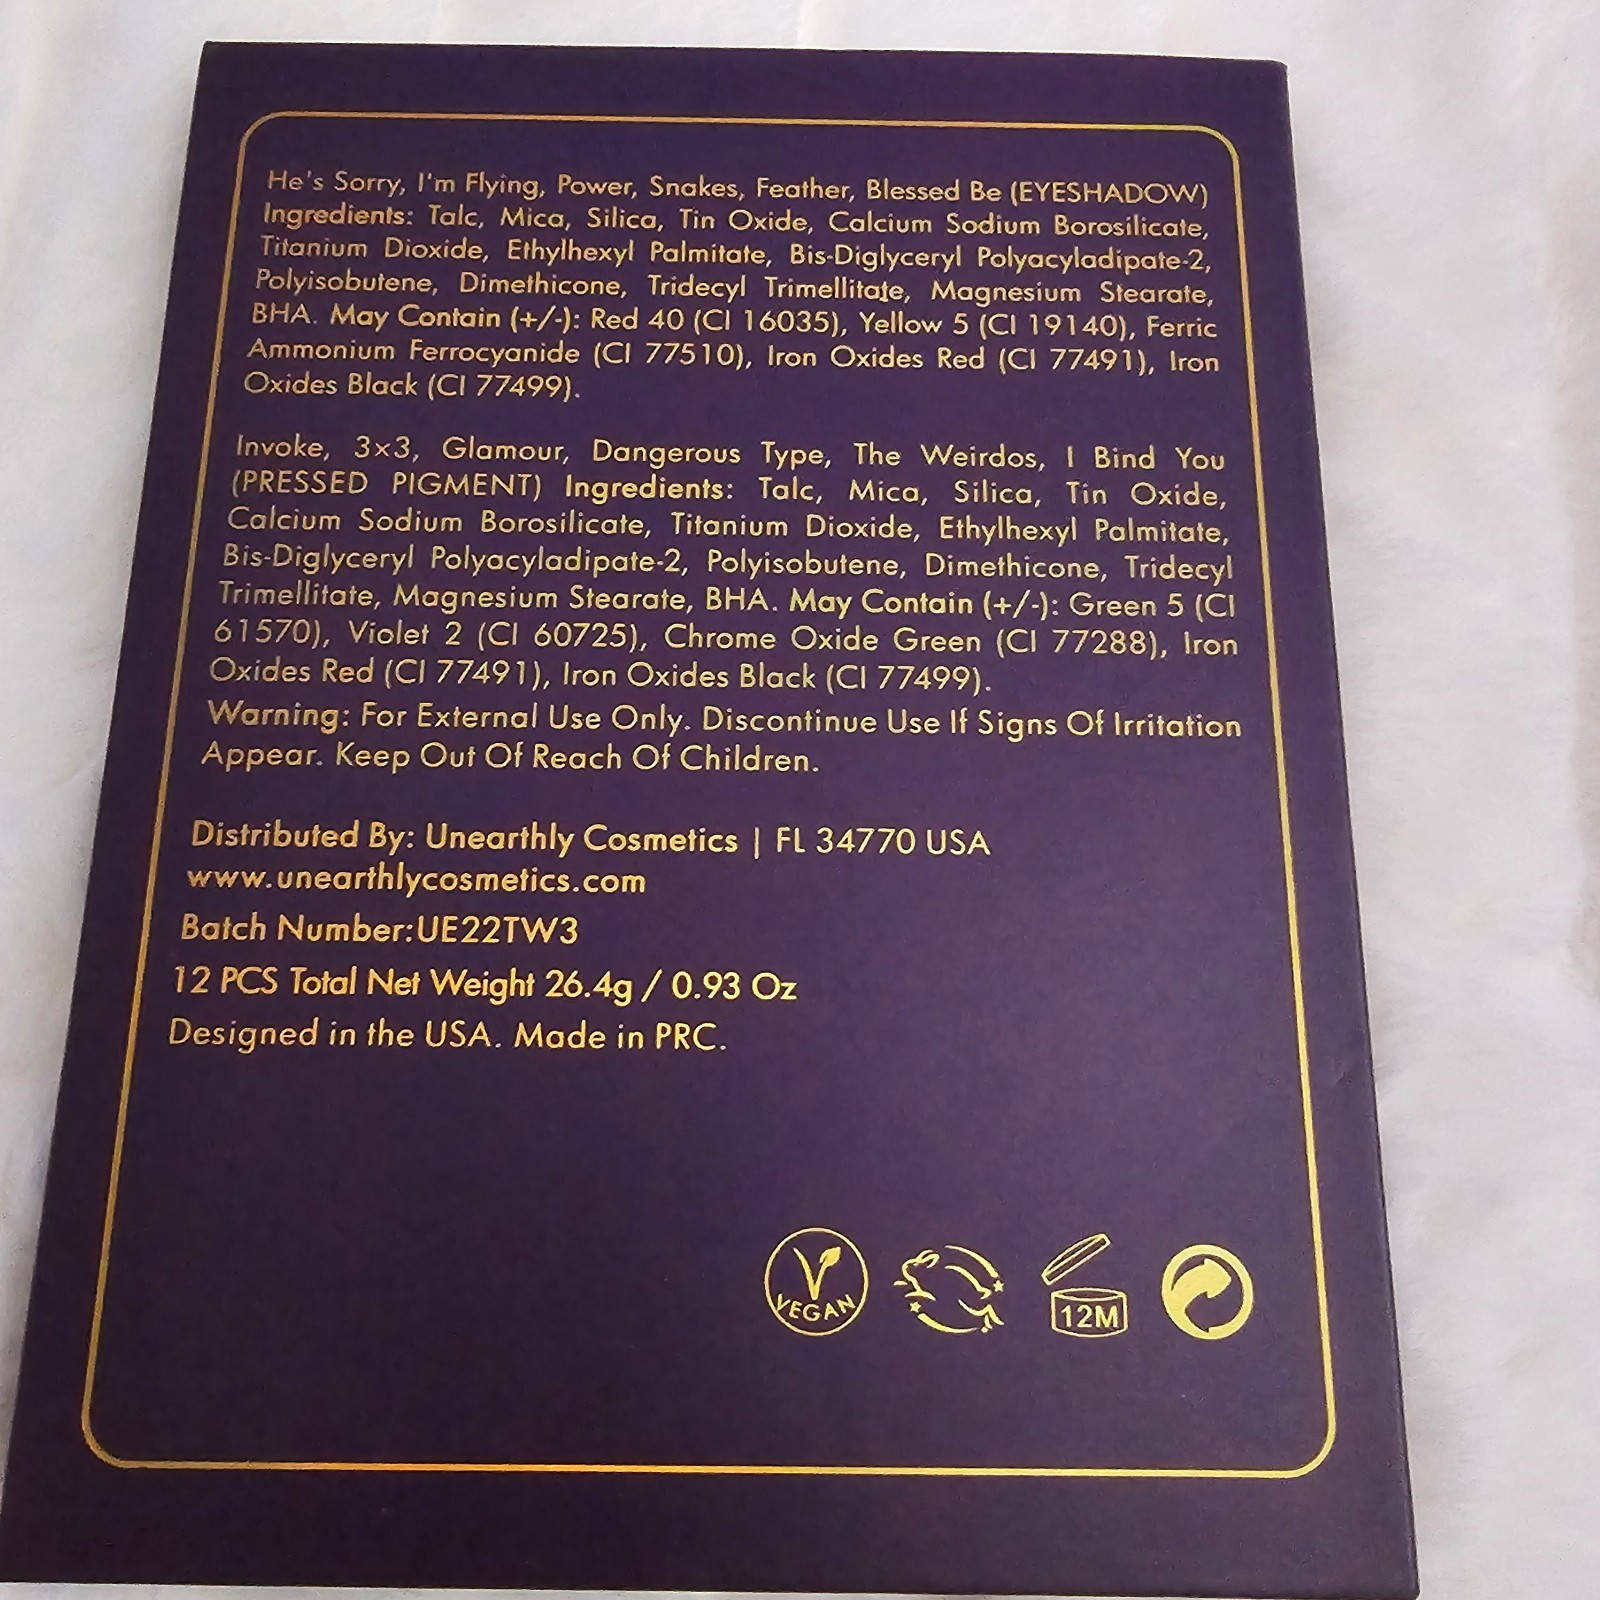 He's Sorry, I'm Flying, Power, Snakes, Feather, Blessed Be (EYESHADOW)
Ingredients: Talc, Mica, Silica, Tin Oxide, Calcium Sodium Borosilicate,
Titanium Dioxide, Ethylhexyl Palmitate, Bis-Diglyceryl Polyacyladipate-2,
Polyisobutene, Dimethicone, Tridecyl Trimellitate, Magnesium Stearate,
BHA. May Contain (+/-): Red 40 (CI 16035), Yellow 5 (CI 19140), Ferric
Ammonium Ferrocyanide (CI 77510), Iron Oxides Red (CI 77491), Iron
Oxides Black (CI 77499).
Invoke, 3×3, Glamour, Dangerous Type, The Weirdos, I Bind You
(PRESSED PIGMENT) Ingredients: Talc, Mica, Silica, Tin Oxide,
Calcium Sodium Borosilicate, Titanium Dioxide, Ethylhexyl Palmitate,
Bis-Diglyceryl Polyacyladipate-2, Polyisobutene, Dimethicone, Tridecyl
Trimellitate, Magnesium Stearate, BHA. May Contain (+/-): Green 5 (CI
61570), Violet 2 (CI 60725), Chrome Oxide Green (CI 77288), Iron
Oxides Red (CI 77491), Iron Oxides Black (CI 77499).
Warning: For External Use Only. Discontinue Use If Signs Of Irritation
Appear. Keep Out Of Reach Of Children.
Distributed By: Unearthly Cosmetics | FL 34770 USA
www.unearthlycosmetics.com
Batch Number:UE22TW3
12 PCS Total Net Weight 26.4g / 0.93 Oz
Designed in the USA. Made in PRC.
VEGAN
12M